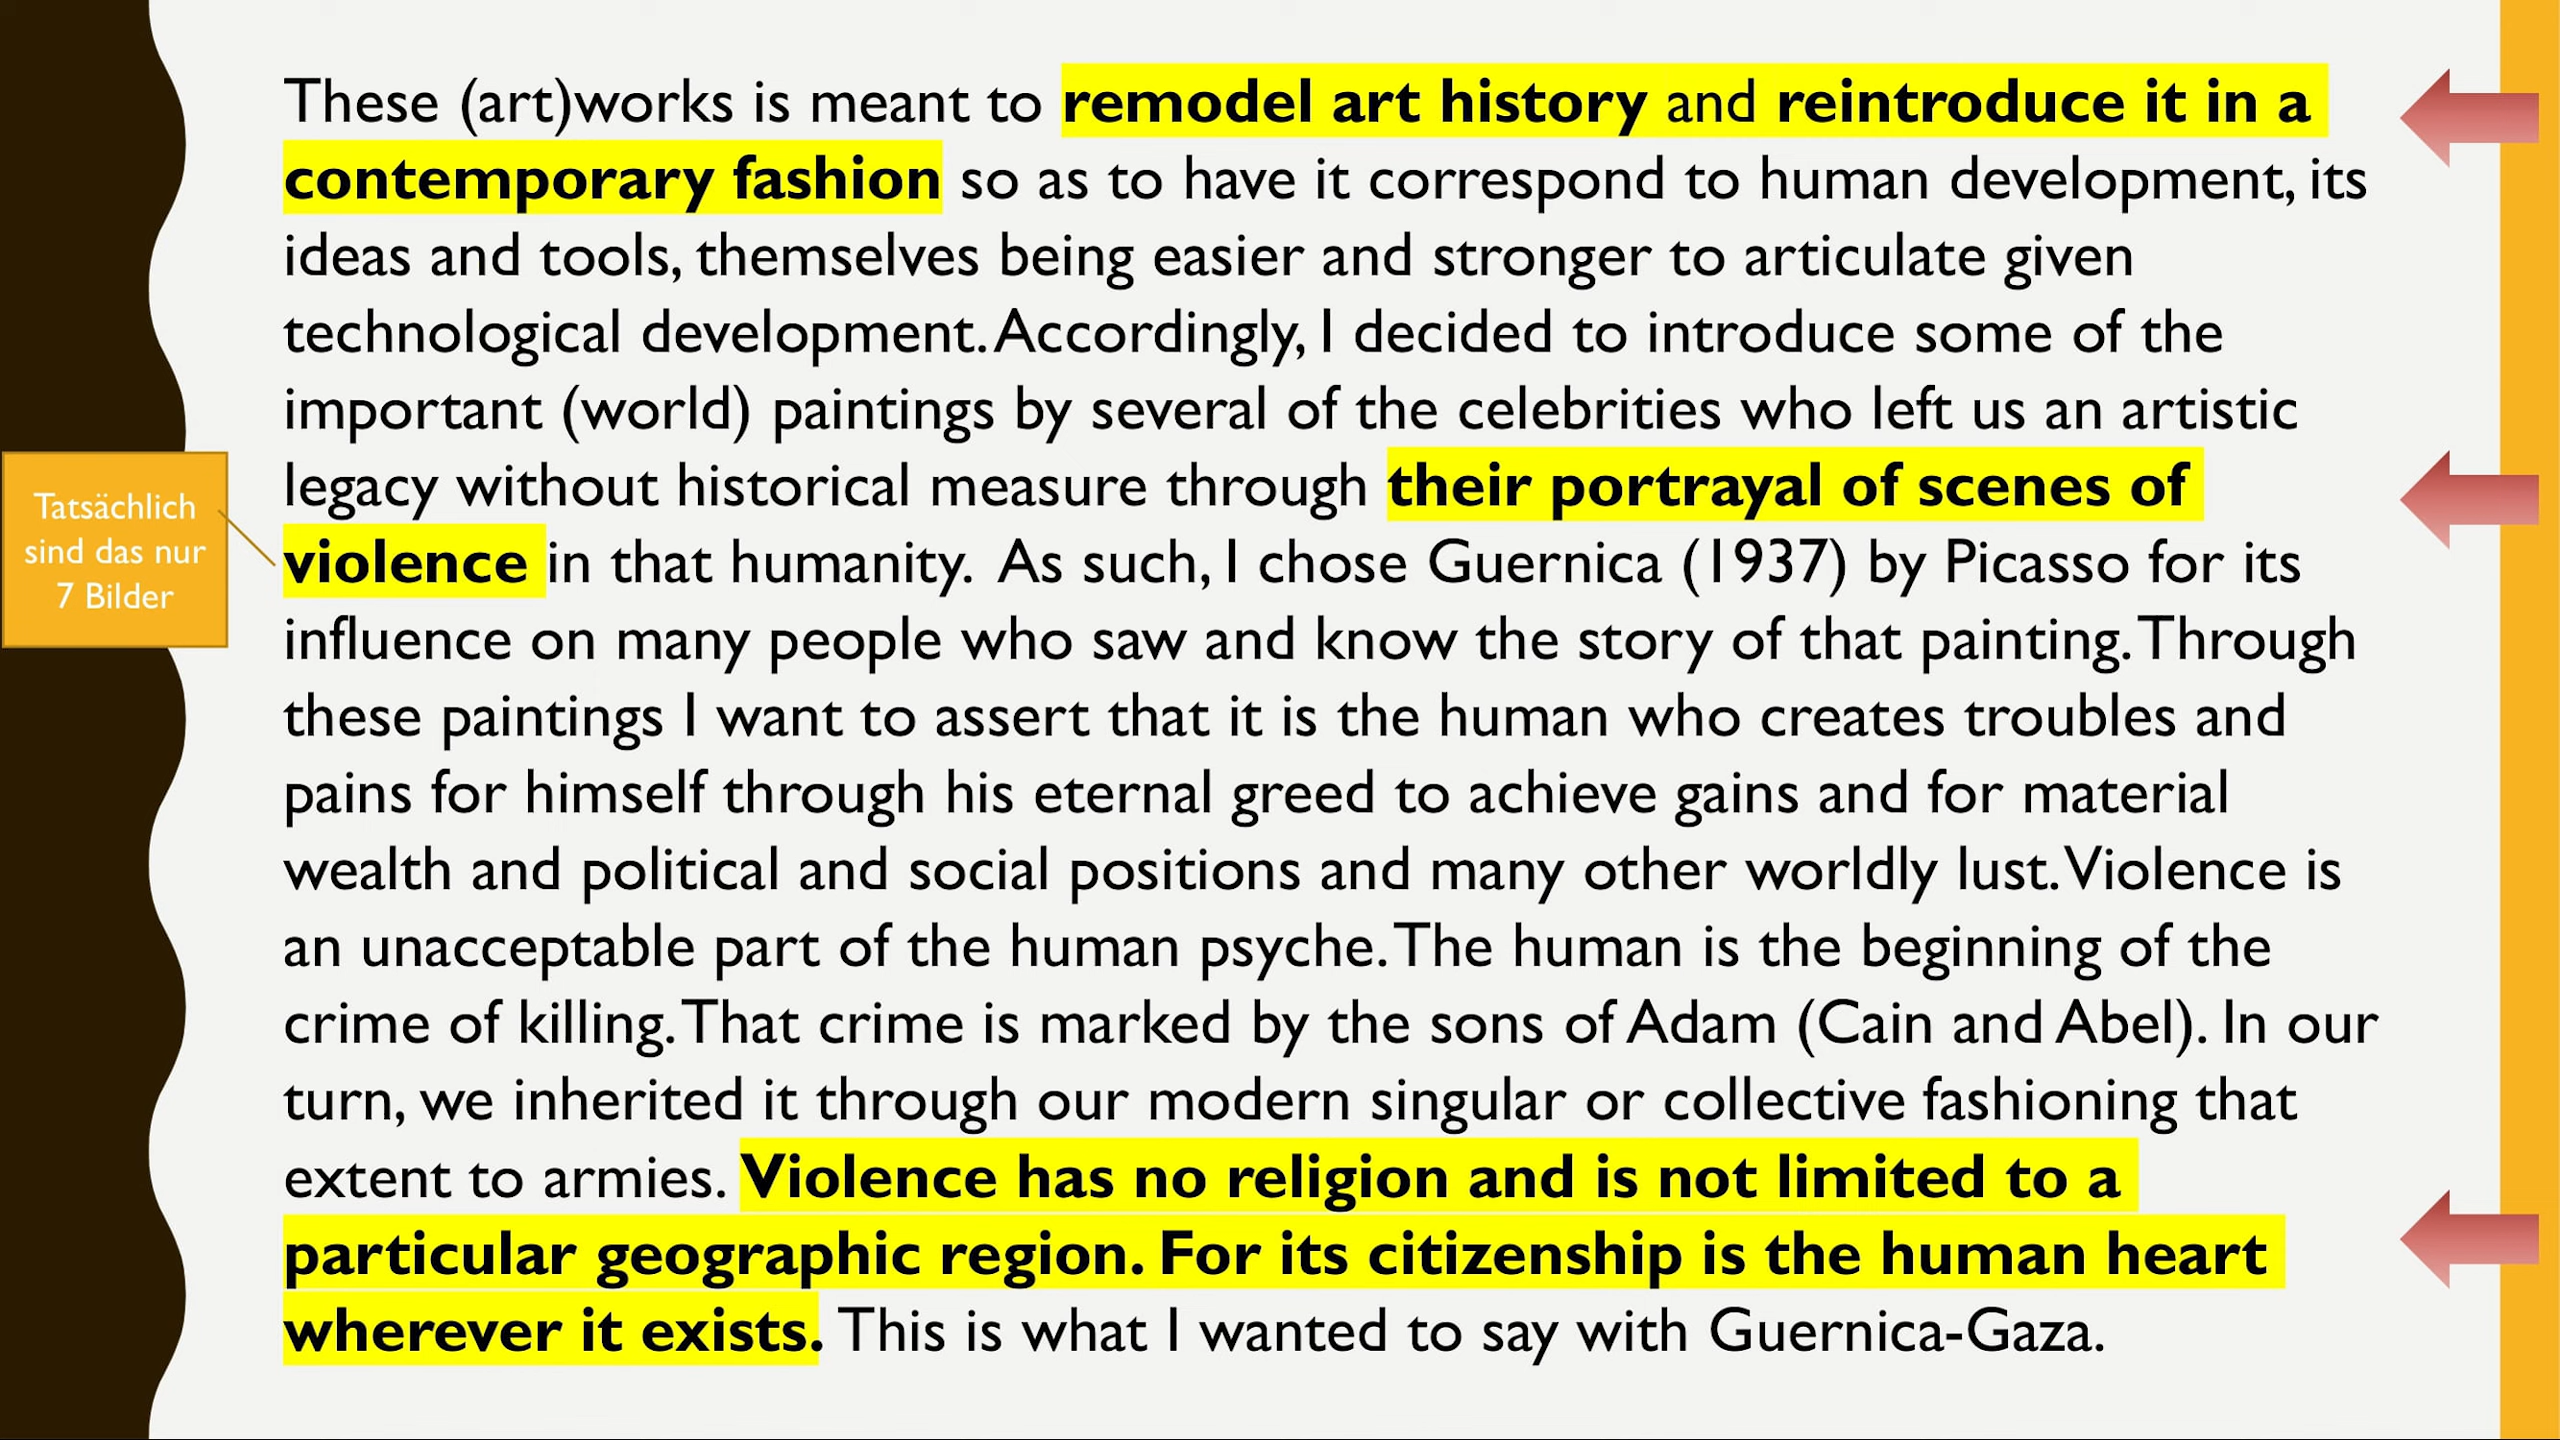 These (art)works is meant to remodel art history and reintroduce it in a
contemporary fashion so as to have it correspond to human development, its
ideas and tools, themselves being easier and stronger to articulate given
technological development. Accordingly, I decided to introduce some of the
important (world) paintings by several of the celebrities who left us an artistic
legacy without historical measure through their portrayal of scenes of
violence in that humanity. As such, I chose Guernica (1937) by Picasso for its
influence on many people who saw and know the story of that painting. Through
these paintings I want to assert that it is the human who creates troubles and
pains for himself through his eternal greed to achieve gains and for material
wealth and political and social positions and many other worldly lust. Violence is
an unacceptable part of the human psyche. The human is the beginning of the
crime of killing. That crime is marked by the sons of Adam (Cain and Abel). In our
turn, we inherited it through our modern singular or collective fashioning that
extent to armies. Violence has no religion and is not limited to a
particular geographic region. For its citizenship is the human heart
wherever it exists. This is what I wanted to say with Guernica-Gaza.
Tatsächlich
sind das nur
7 Bilder